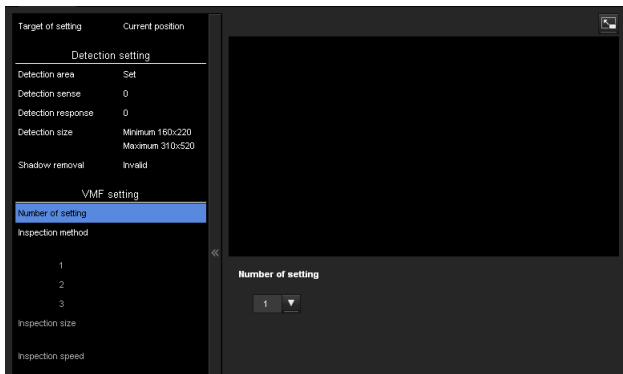 Target of setting Current position
Detection setting
Detection area Set
Detection sense 0
Detection response 0
Detection size Minimum 160x220
Maximum 310x520
Shadow removal Invalid
VMF setting
Number of setting
Inspection method
1
2
3
Inspection size
Inspection speed
«
Number of setting
1 ▼